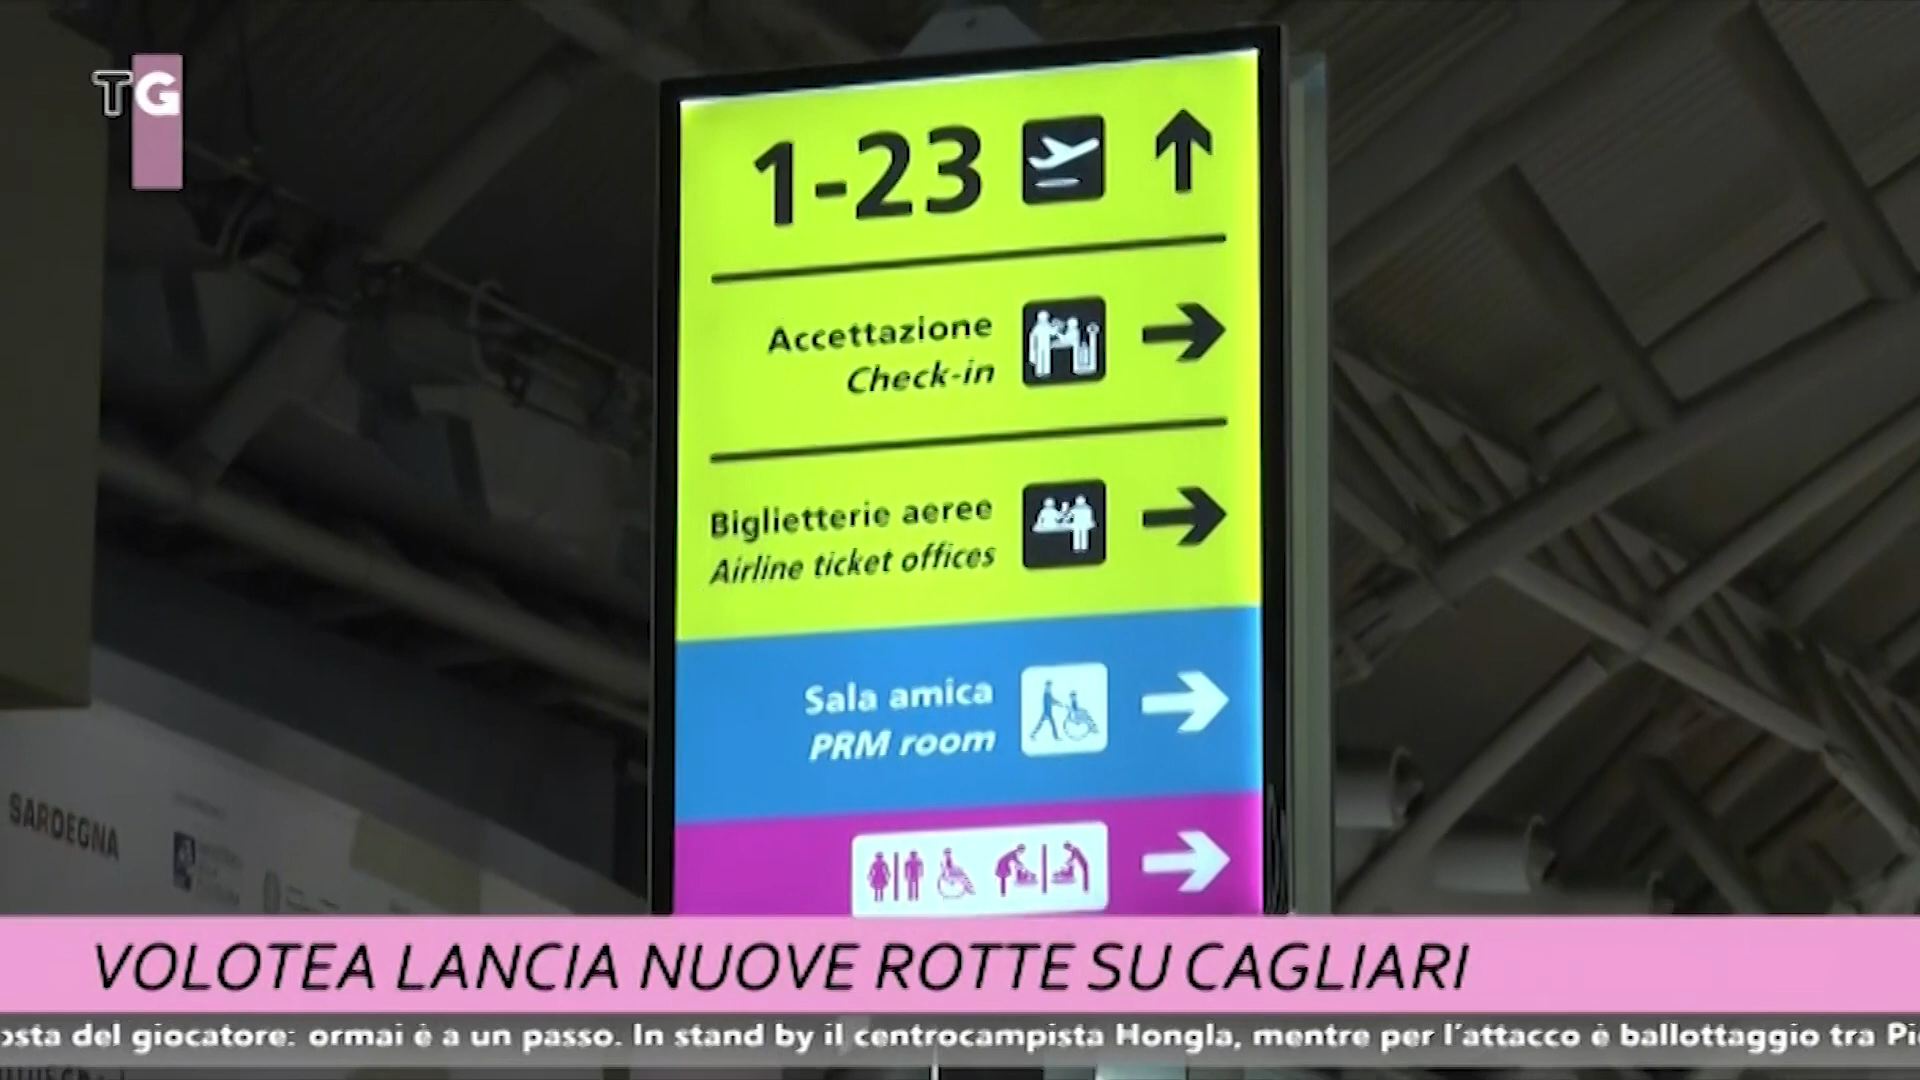 TG
1-23
Accettazione
Check-in
Biglietterie aeree
Airline ticket offices
Sala amica
PRM room
SARDEGNA
VOLOTEA LANCIA NUOVE ROTTE SU CAGLIARI
del giocatore: ormai è a un passo. In stand by il centrocampista Hongla, mentre per l'attacco è ballottaggio tra